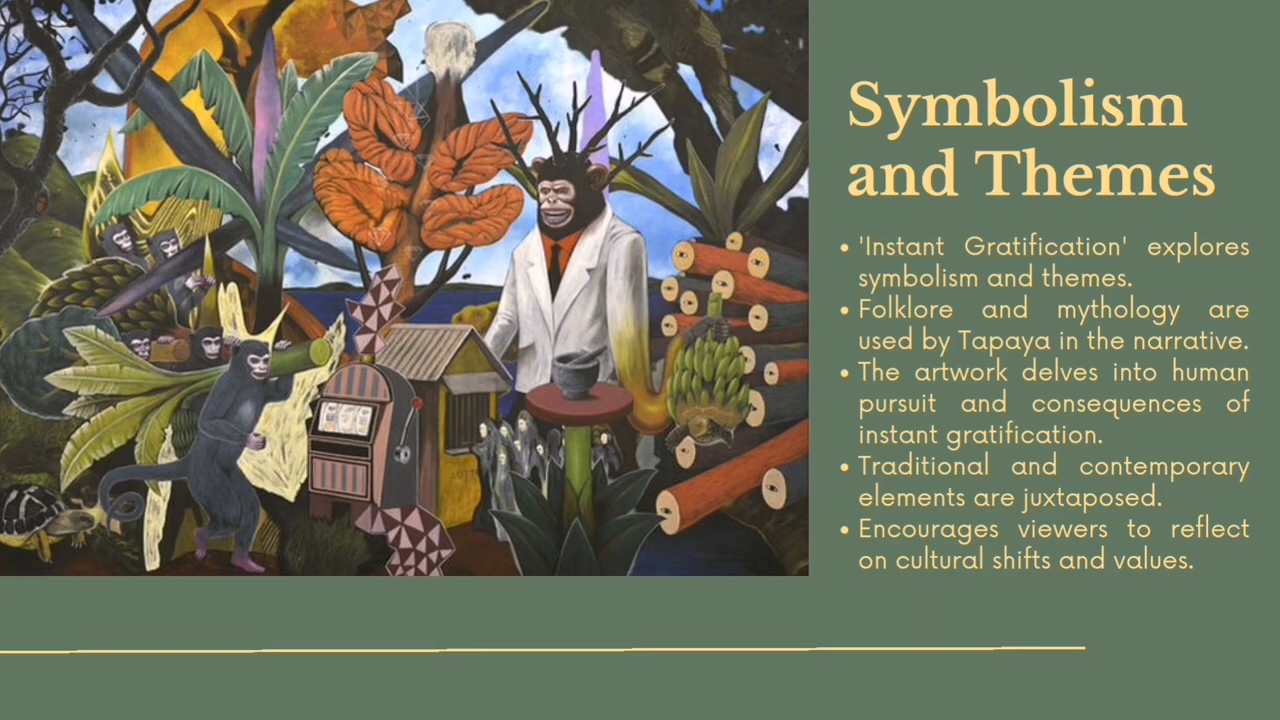 Symbolism
and Themes
• 'Instant Gratification' explores
symbolism and themes.
• Folklore and mythology are
used by Tapaya in the narrative.
• The artwork delves into human
pursuit and consequences of
instant gratification.
• Traditional and contemporary
elements are juxtaposed.
• Encourages viewers to reflect
on cultural shifts and values.